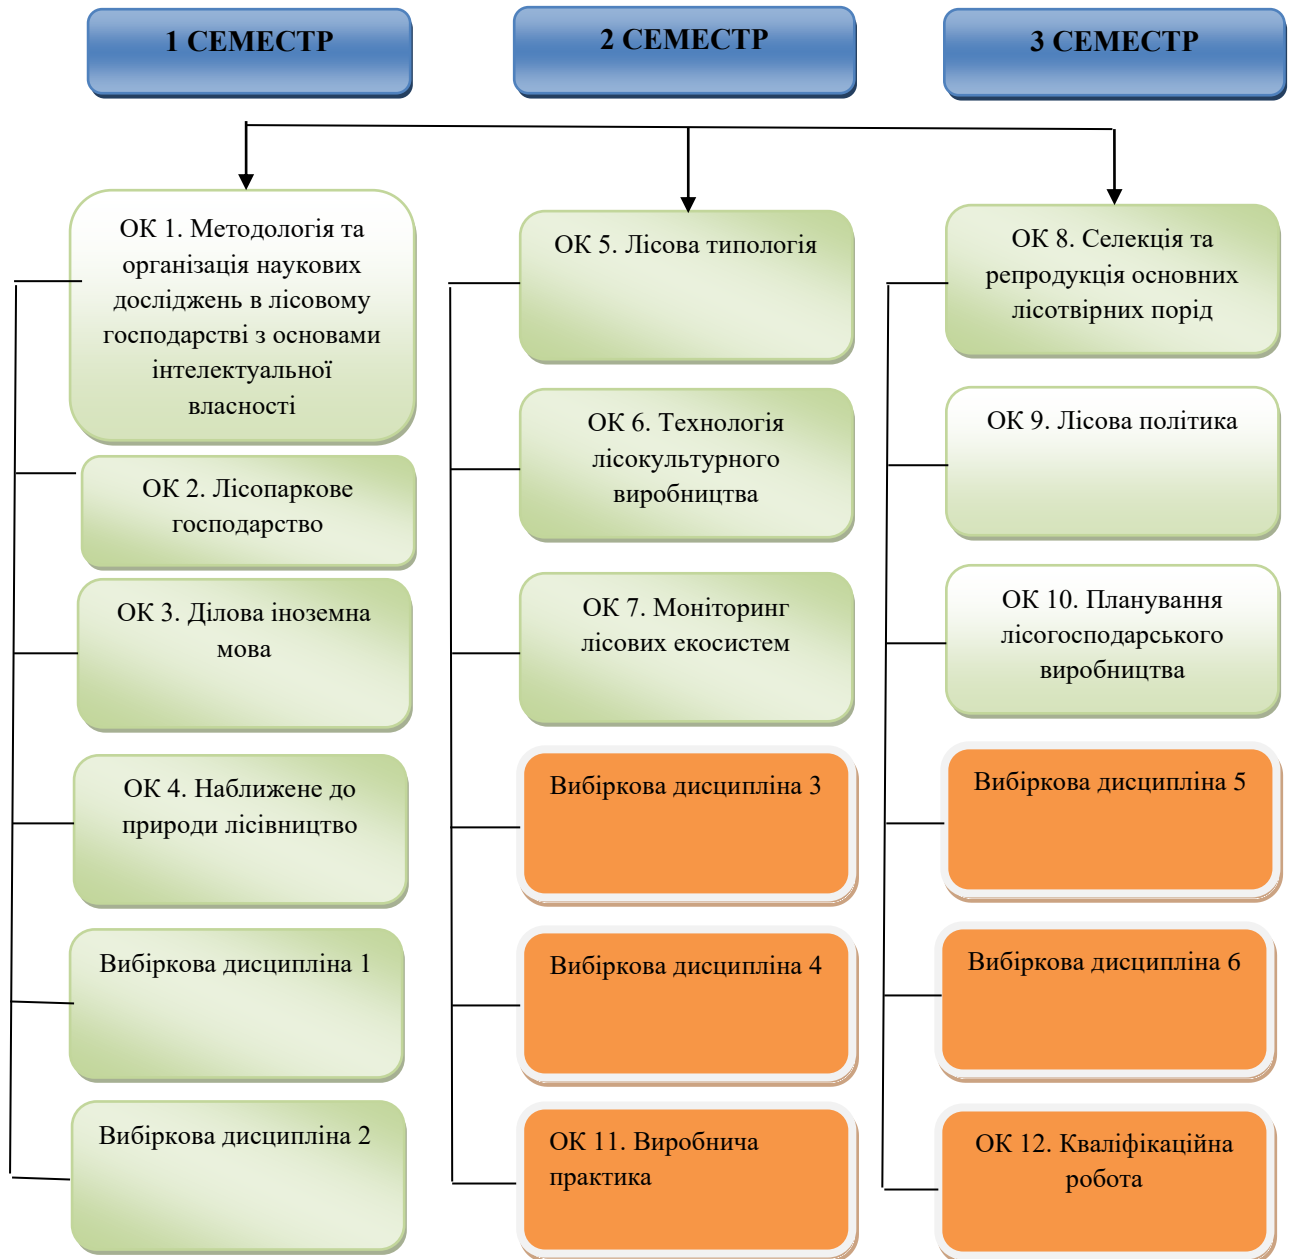 1 СЕМЕСТР
2 СЕМЕСТР
3 СЕМЕСТР
ОК 1. Методологія та
організація наукових
досліджень в лісовому
господарстві з основами
інтелектуальної
власності
ОК 2. Лісопаркове
господарство
ОК 3. Ділова іноземна
мова
ОК 4. Наближене до
природи лісівництво
Вибіркова дисципліна 1
Вибіркова дисципліна 2
ОК 5. Лісова типологія
ОК 6. Технологія
лісокультурного
виробництва
ОК 7. Моніторинг
лісових екосистем
Вибіркова дисципліна 3
Вибіркова дисципліна 4
ОК 11. Виробнича
практика
ОК 8. Селекція та
репродукція основних
лісотвірних порід
ОК 9. Лісова політика
ОК 10. Планування
лісогосподарського
виробництва
Вибіркова дисципліна 5
Вибіркова дисципліна 6
ОК 12. Кваліфікаційна
робота